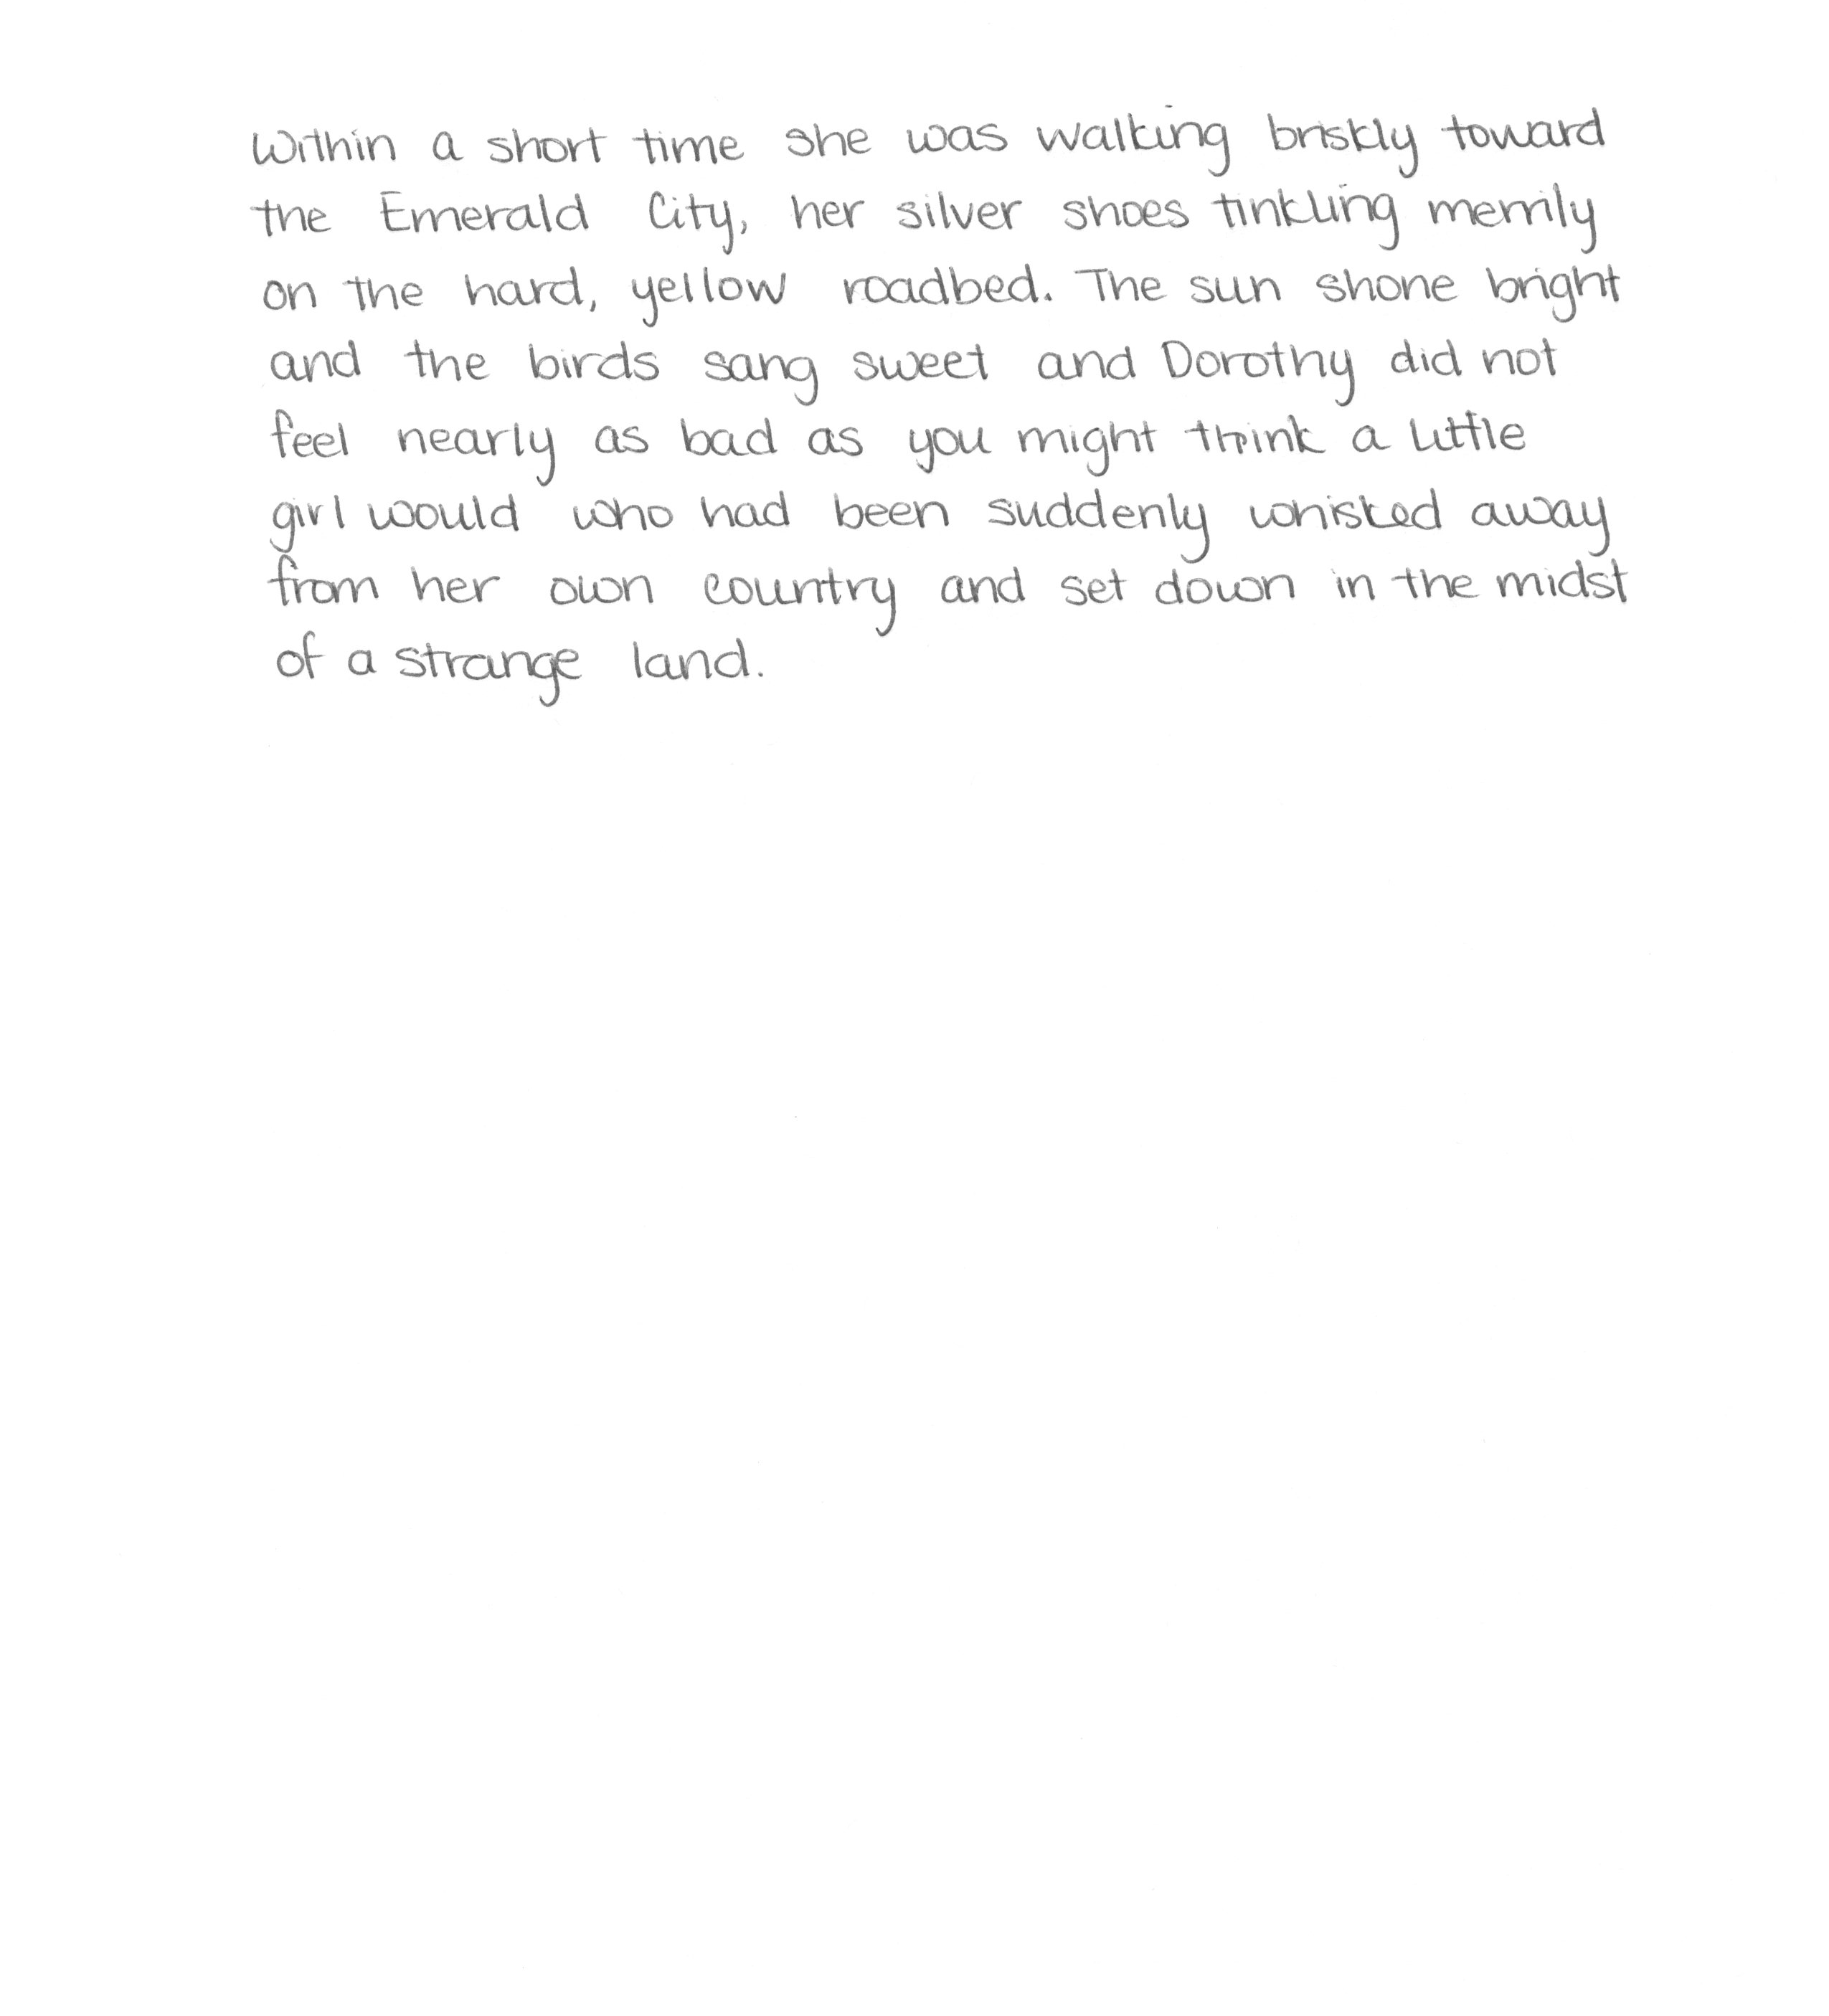 Within a short time she was walking briskly toward
the Emerald City, her silver shoes tinkling merrily
on the hard, yellow roadbed. The sun shone bright
and the birds sang sweet and Dorothy did not
feel nearly as bad as you might think a little
girl would who had been suddenly whisked away
from her own country and set down in the midst
of a strange land.